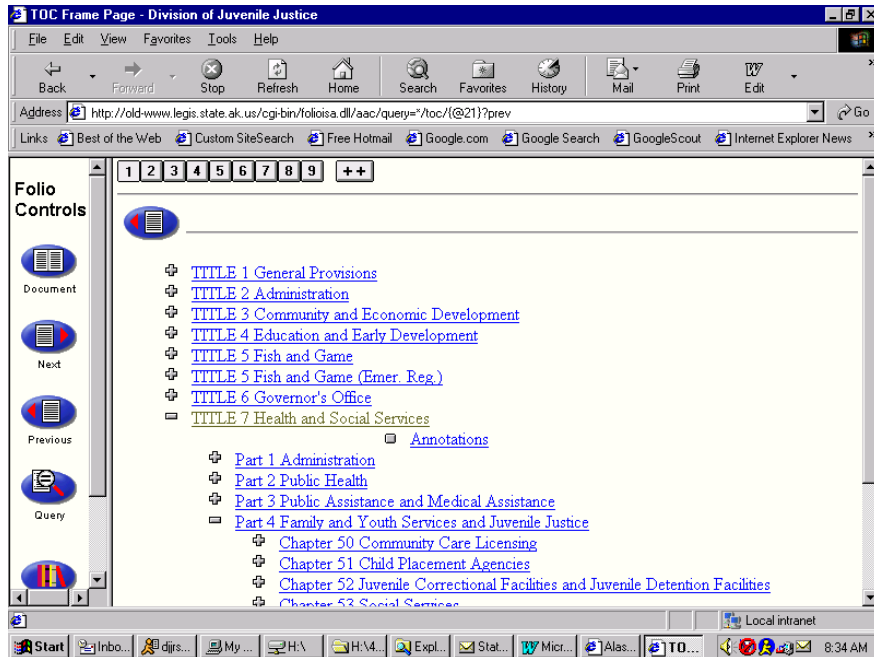 TOC Frame Page - Division of Juvenile Justice
File Edit View Favorites Tools Help
Back Forward Stop Refresh Home Search Favorites History Mail Print Edit
Address http://old-www.legis.state.ak.us/cgi-bin/folioisa.dll/aac/query=*/toc/{@21}?prev Go
Links Best of the Web Custom SiteSearch Free Hotmail Google.com Google Search GoogleScout Internet Explorer News
1 2 3 4 5 6 7 8 9 ++
Folio
Controls
Document
Next
Previous
Query
TITLE 1 General Provisions
TITLE 2 Administration
TITLE 3 Community and Economic Development
TITLE 4 Education and Early Development
TITLE 5 Fish and Game
TITLE 5 Fish and Game (Emer. Reg.)
TITLE 6 Governor's Office
TITLE 7 Health and Social Services
Annotations
Part 1 Administration
Part 2 Public Health
Part 3 Public Assistance and Medical Assistance
Part 4 Family and Youth Services and Juvenile Justice
Chapter 50 Community Care Licensing
Chapter 51 Child Placement Agencies
Chapter 52 Juvenile Correctional Facilities and Juvenile Detention Facilities
Chapter 53 Social Services
Local intranet
Start Inbo... djjrs... My ... H:\ H:\4... Expl... Stat... Micr... Alas... TO... 8:34 AM